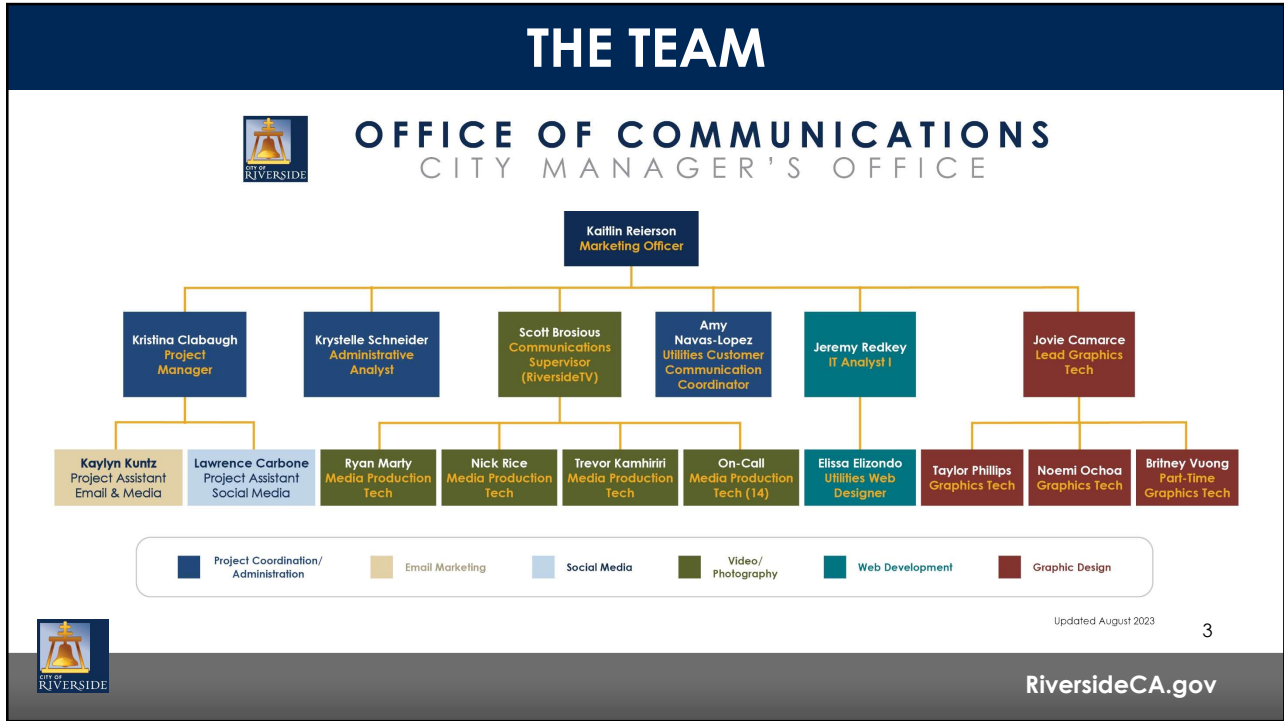 THE TEAM
CITY OF
RIVERSIDE
OFFICE OF COMMUNICATIONS
CITY MANAGER'S OFFICE
Kaitlin Reierson
Marketing Officer
Kristina Clabaugh
Project
Manager
Krystelle Schneider
Administrative
Analyst
Scott Brosious
Communications
Supervisor
(RiversideTV)
Amy
Navas-Lopez
Utilities Customer
Communication
Coordinator
Jeremy Redkey
IT Analyst I
Jovie Camarce
Lead Graphics
Tech
Kaylyn Kuntz
Project Assistant
Email & Media
Lawrence Carbone
Project Assistant
Social Media
Ryan Marty
Media Production
Tech
Nick Rice
Media Production
Tech
Trevor Kamhiriri
Media Production
Tech
On-Call
Media Production
Tech (14)
Elissa Elizondo
Utilities Web
Designer
Taylor Phillips
Graphics Tech
Noemi Ochoa
Graphics Tech
Britney Vuong
Part-Time
Graphics Tech
Project Coordination/
Administration
Email Marketing
Social Media
Video/
Photography
Web Development
Graphic Design
Updated August 2023
3
CITY OF
RIVERSIDE
RiversideCA.gov